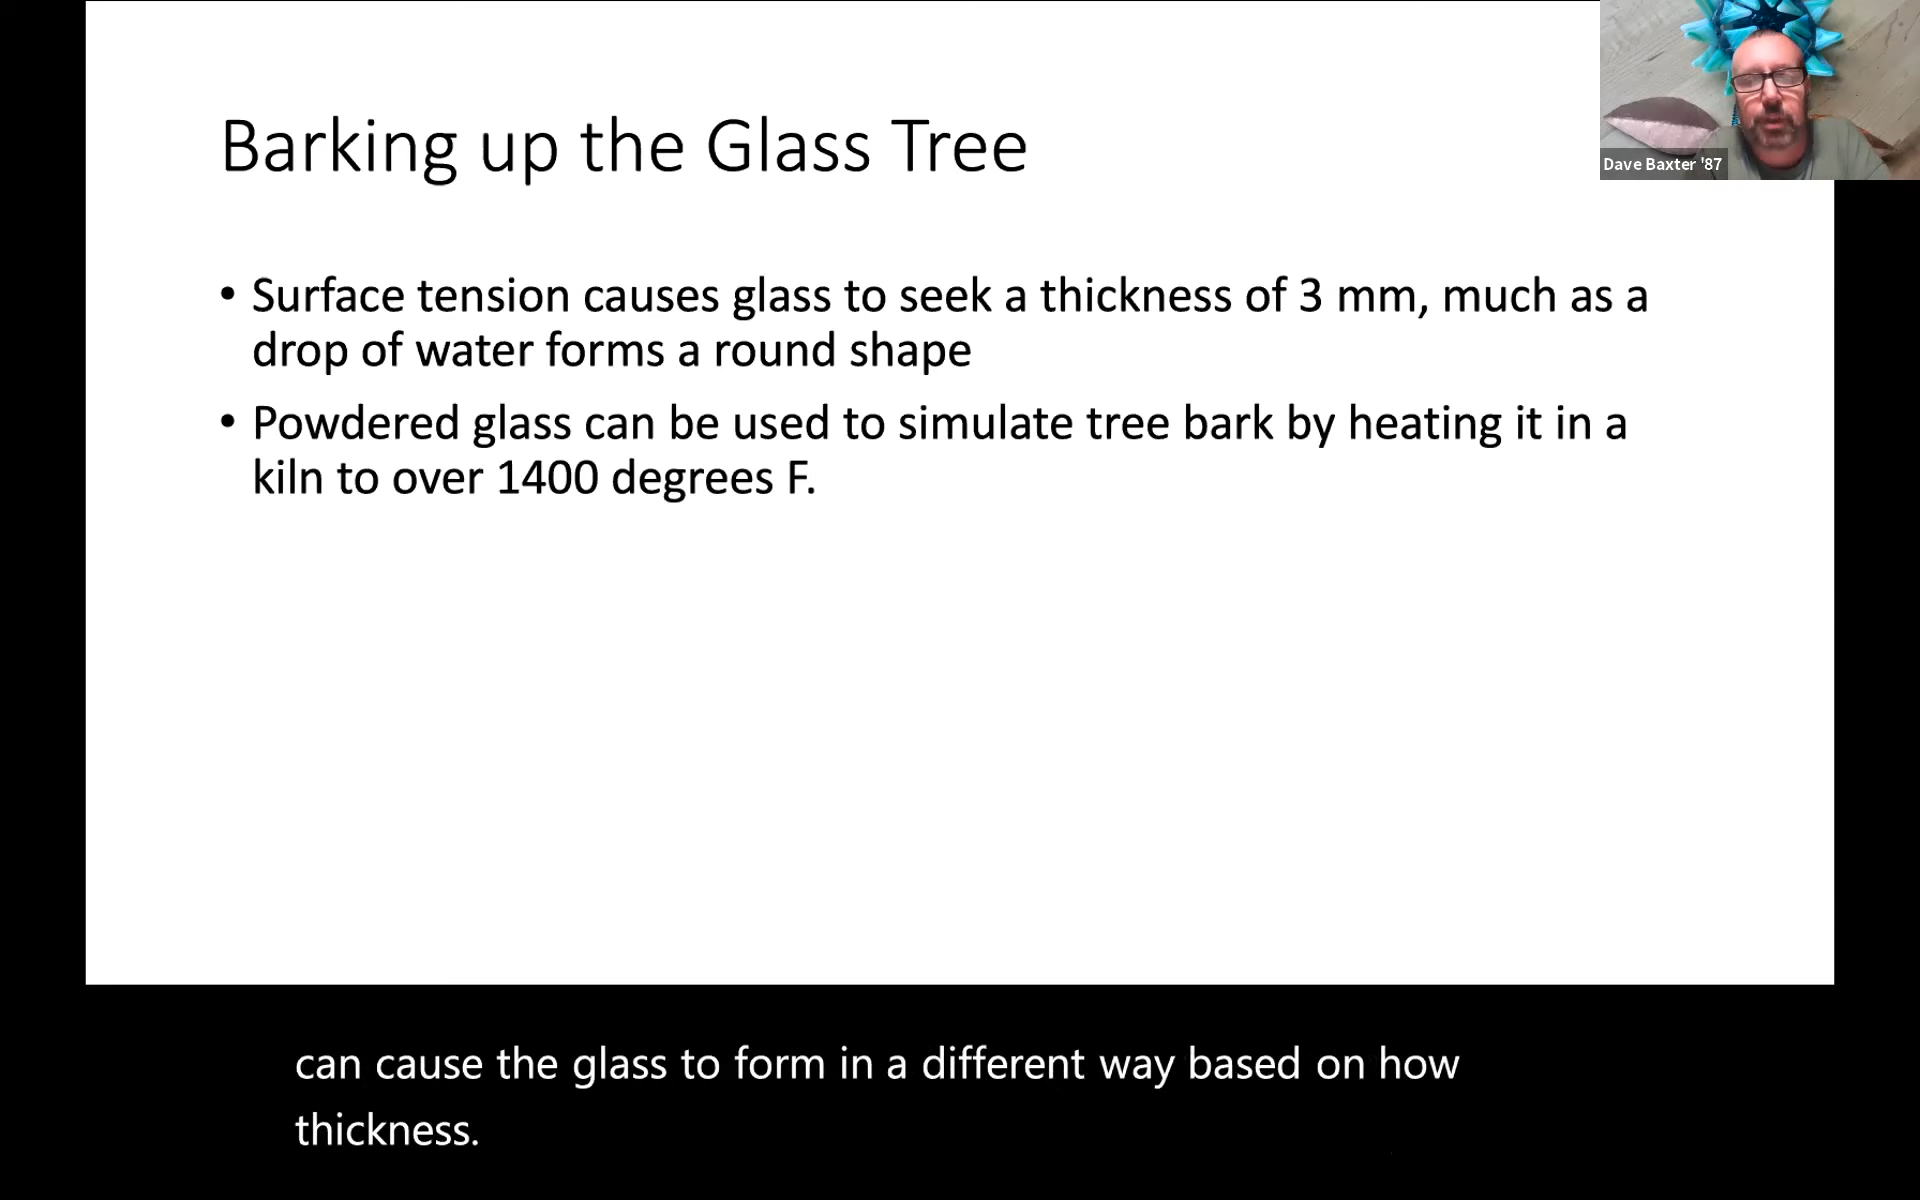 Barking up the Glass Tree
Dave Baxter '87
• Surface tension causes glass to seek a thickness of 3 mm, much as a
drop of water forms a round shape
• Powdered glass can be used to simulate tree bark by heating it in a
kiln to over 1400 degrees F.
can cause the glass to form in a different way based on how
thickness.